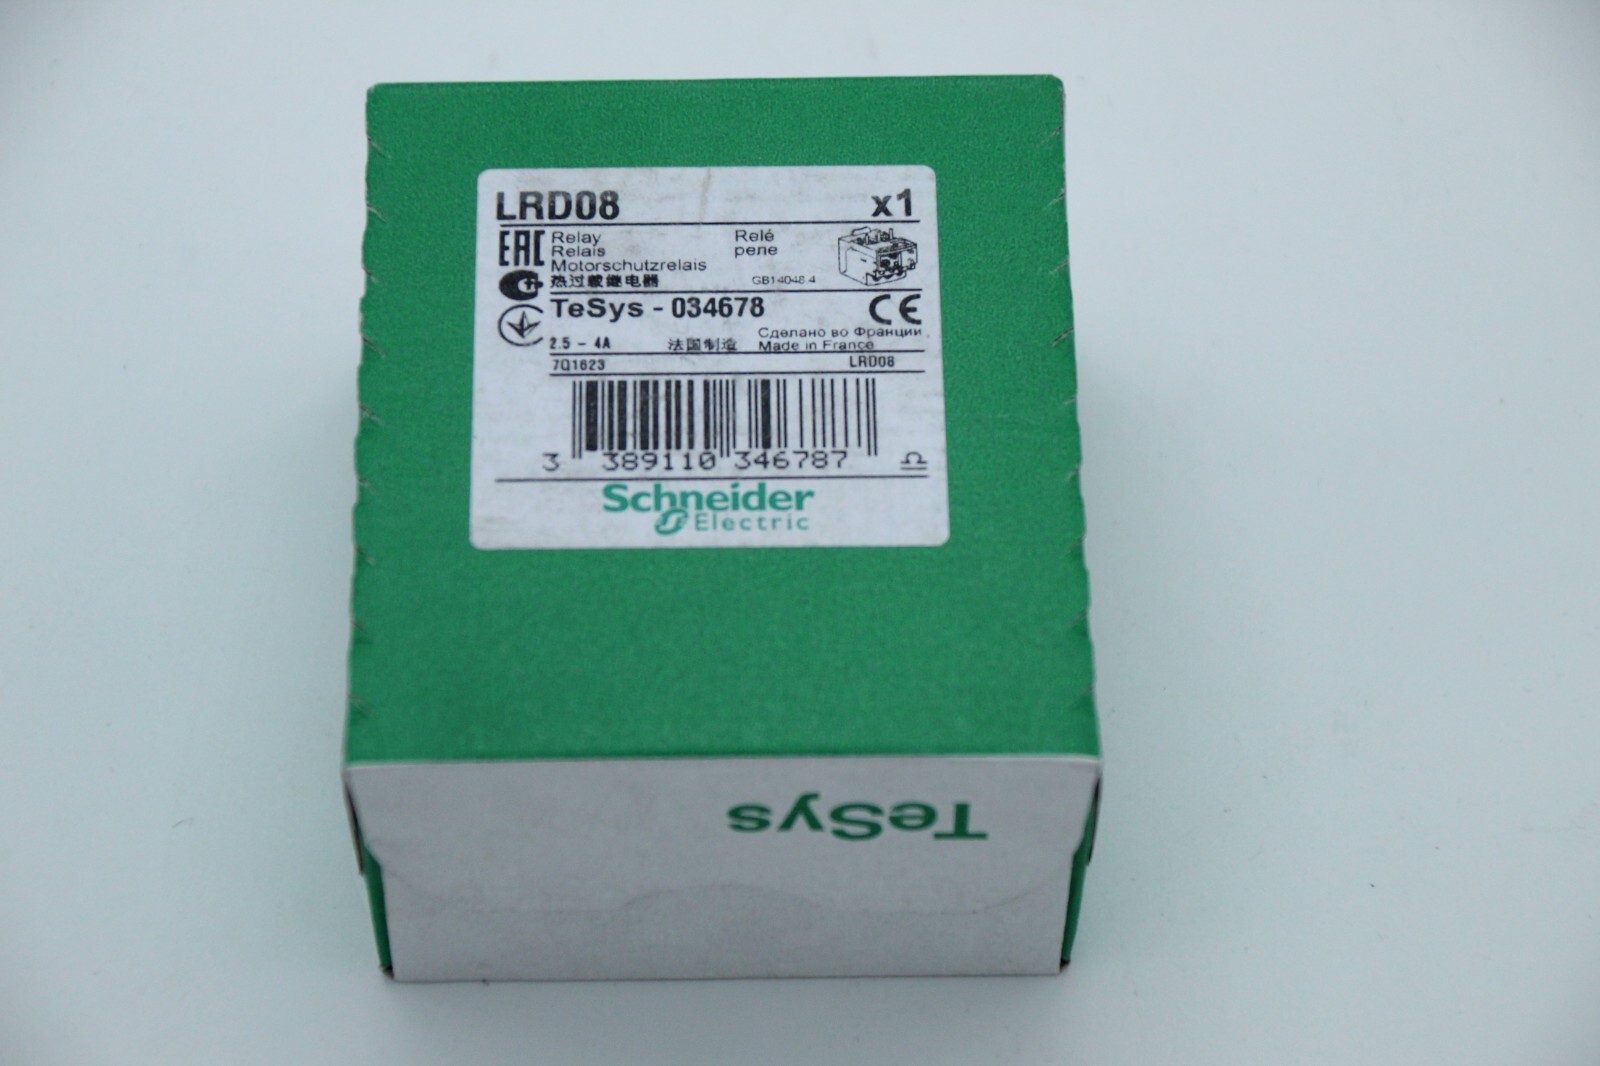 LRD08 x1
EAC Relay Relé
Relais реле
Motorschutzrelais
热过载继电器 GB14048.4
TeSys - 034678 CE
Сделано во Франции
2.5 - 4A 法国制造 Made in France
7Q1623 LRD08
3 389110 346787
Schneider
Electric
TeSys